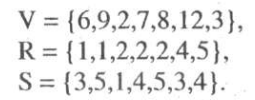 V = {6,9,2,7,8,12,3},
R = {1,1,2,2,2,4,5},
S = {3,5,1,4,5,3,4}.